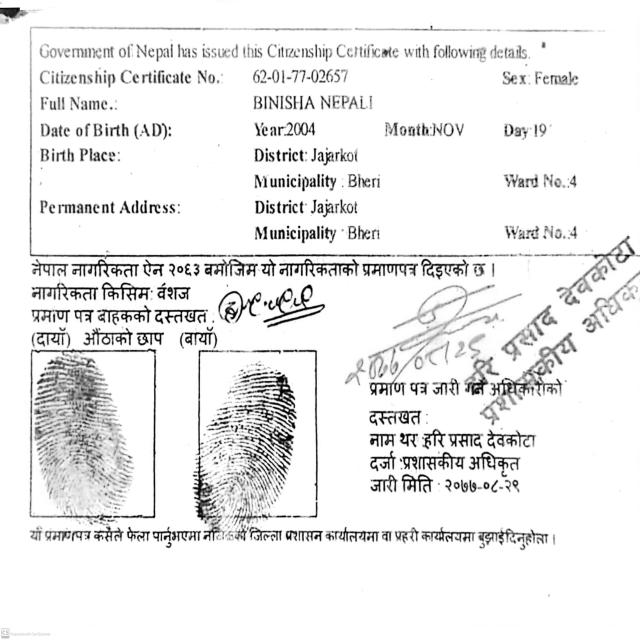 Government of Nepal has issued this Citizenship Certificate with following details.
Citizenship Certificate No.: 62-01-77-02657 Sex: Female
Full Name.: BINISHA NEPALI
Date of Birth (AD): Year:2004 Month:NOV Day:19
Birth Place: District: Jajarkot
Municipality : Bheri Ward No.:4
Permanent Address: District: Jajarkot
Municipality : Bheri Ward No.:4
नेपाल नागरिकता ऐन २०६३ बमोजिम यो नागरिकताको प्रमाणपत्र दिइएको छ ।
नागरिकता किसिम: वंशज
प्रमाण पत्र बाहकको दस्तखत :
(दायाँ) औंठाको छाप (बायाँ)
हरि प्रसाद देवकोटा
प्रशासकीय अधिकृत
प्रमाण पत्र जारी गर्ने अधिकारीको
दस्तखत :
नाम थर :हरि प्रसाद देवकोटा
दर्जा :प्रशासकीय अधिकृत
जारी मिति : २०७७-०८-२९
यो प्रमाणपत्र कसैले फेला पार्नुभएमा जिल्ला प्रशासन कार्यालयमा वा प्रहरी कार्यालयमा बुझाईदिनुहोला ।